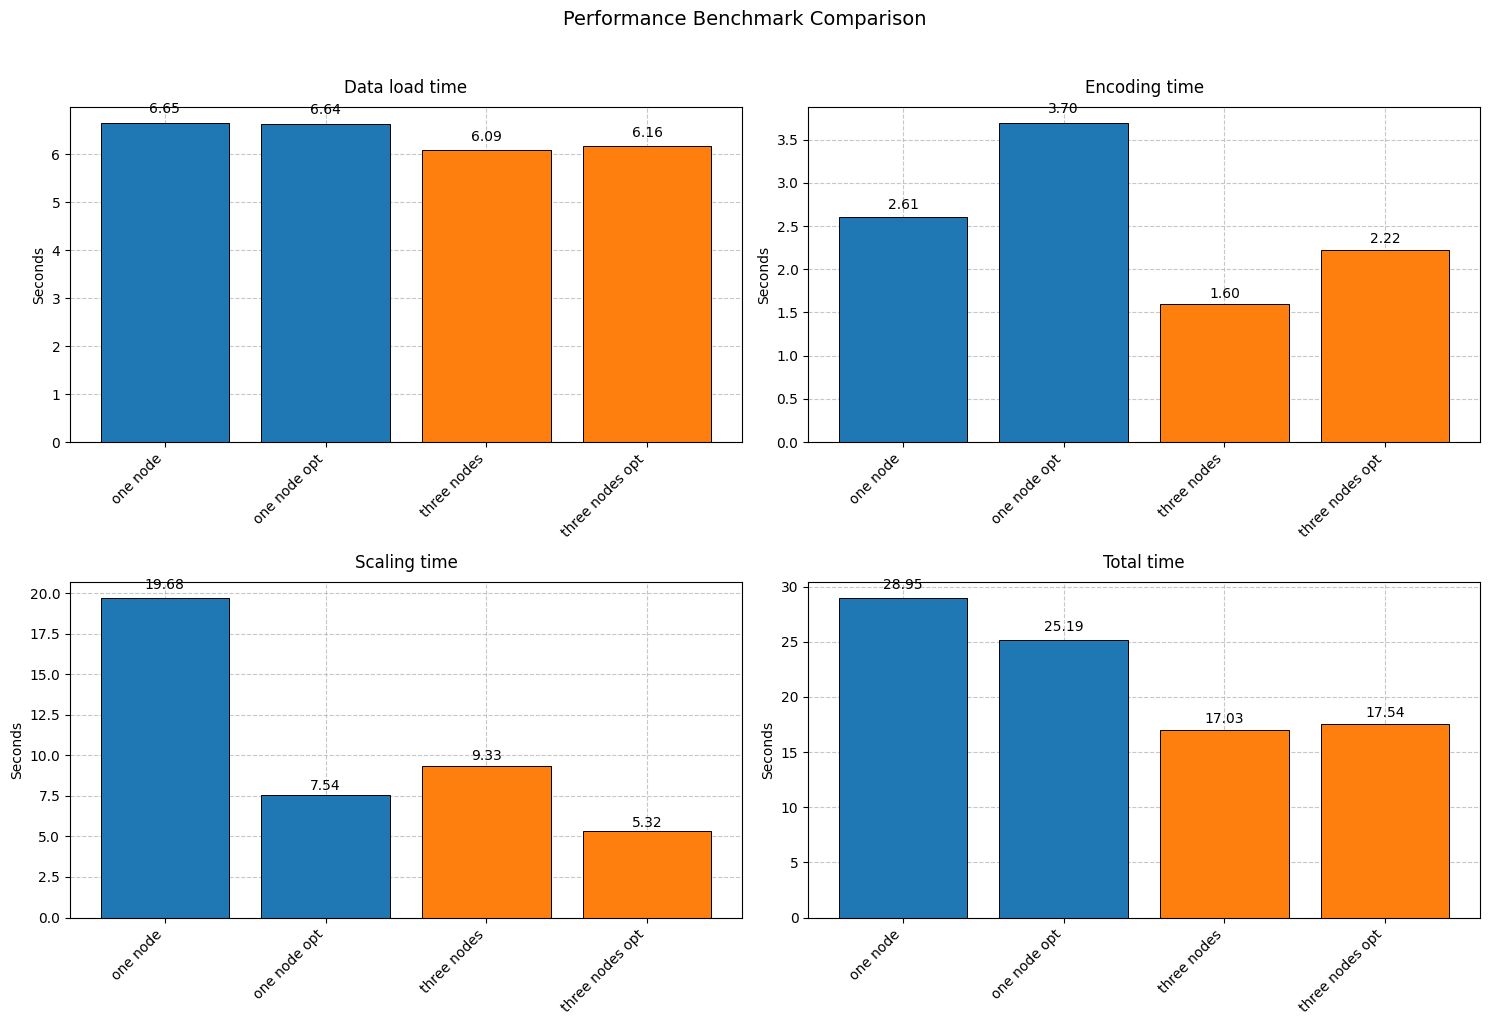 Performance Benchmark Comparison
Data load time
Seconds
0
1
2
3
4
5
6
6.65
6.64
6.09
6.16
one node
one node opt
three nodes
three nodes opt
Encoding time
Seconds
0.0
0.5
1.0
1.5
2.0
2.5
3.0
3.5
2.61
3.70
1.60
2.22
one node
one node opt
three nodes
three nodes opt
Scaling time
Seconds
0.0
2.5
5.0
7.5
10.0
12.5
15.0
17.5
20.0
19.68
7.54
9.33
5.32
one node
one node opt
three nodes
three nodes opt
Total time
Seconds
0
5
10
15
20
25
30
28.95
25.19
17.03
17.54
one node
one node opt
three nodes
three nodes opt